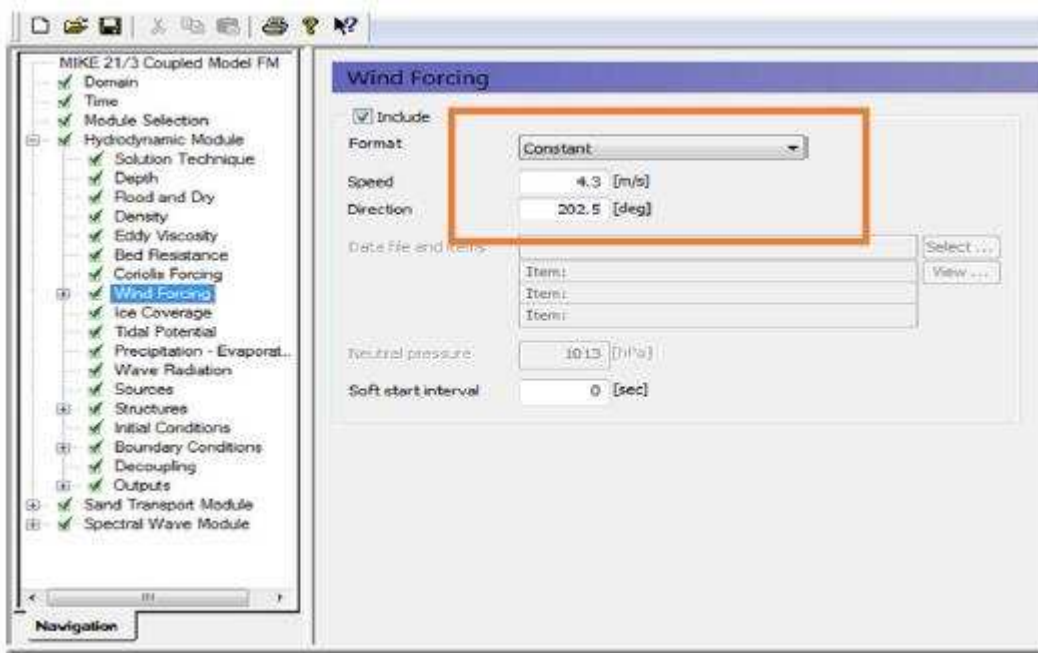 MIKE 21/3 Coupled Model FM
Domain
Time
Module Selection
Hydrodynamic Module
Solution Technique
Depth
Flood and Dry
Density
Eddy Viscosity
Bed Resistance
Coriolis Forcing
Wind Forcing
Ice Coverage
Tidal Potential
Precipitation - Evaporat..
Wave Radiation
Sources
Structures
Initial Conditions
Boundary Conditions
Decoupling
Outputs
Sand Transport Module
Spectral Wave Module
Navigation
Wind Forcing
Include
Format Constant
Speed 4.3 [m/s]
Direction 202.5 [deg]
Data file and items Select ...
Item: View ...
Item:
Item:
Neutral pressure 1013 [hPa]
Soft start interval 0 [sec]